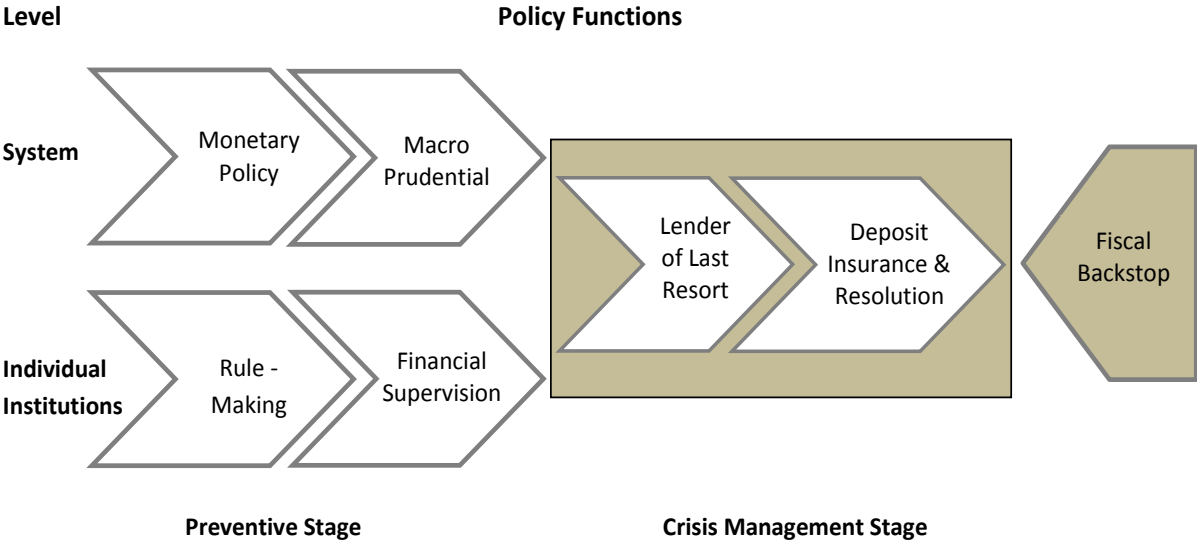 Level
Policy Functions
System
Monetary
Policy
Macro
Prudential
Lender
of Last
Resort
Deposit
Insurance &
Resolution
Fiscal
Backstop
Individual
Institutions
Rule -
Making
Financial
Supervision
Preventive Stage
Crisis Management Stage